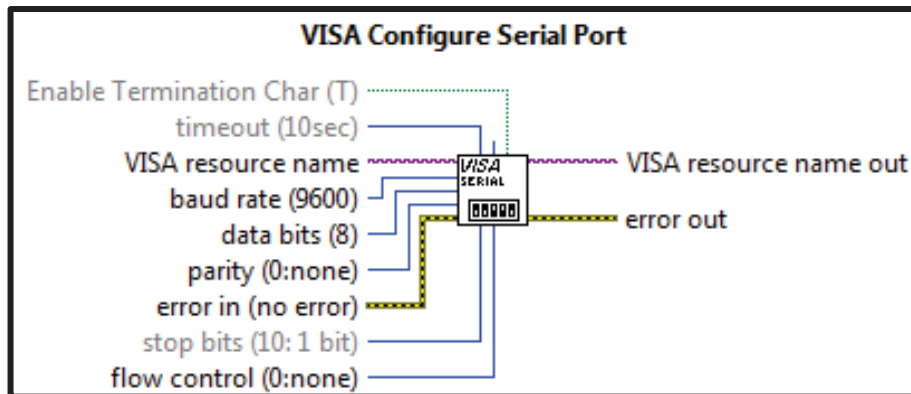 VISA Configure Serial Port
Enable Termination Char (T)
timeout (10sec)
VISA resource name
baud rate (9600)
data bits (8)
parity (0:none)
error in (no error)
stop bits (10: 1 bit)
flow control (0:none)
VISA
SERIAL
VISA resource name out
error out